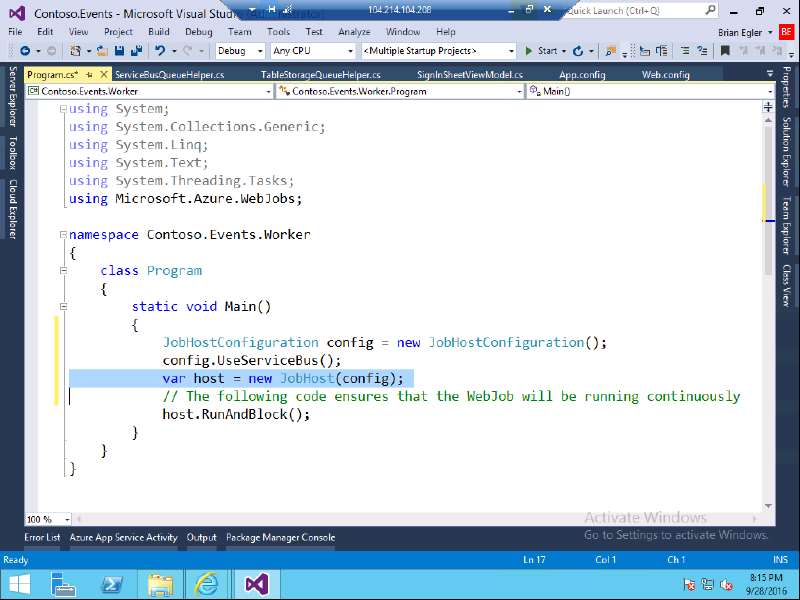 Contoso.Events - Microsoft Visual Stud
104.214.104.208
Quick Launch (Ctrl+Q)
File Edit View Project Build Debug Team Tools Test Analyze Window Help
Brian Egler BE
Debug Any CPU <Multiple Startup Projects> Start
Program.cs* ServiceBusQueueHelper.cs TableStorageQueueHelper.cs SignInSheetViewModel.cs App.config Web.config
Contoso.Events.Worker Contoso.Events.Worker.Program Main()
Server Explorer
Toolbox
Cloud Explorer
using System;
using System.Collections.Generic;
using System.Linq;
using System.Text;
using System.Threading.Tasks;
using Microsoft.Azure.WebJobs;
namespace Contoso.Events.Worker
{
class Program
{
static void Main()
{
JobHostConfiguration config = new JobHostConfiguration();
config.UseServiceBus();
var host = new JobHost(config);
// The following code ensures that the WebJob will be running continuously
host.RunAndBlock();
}
}
}
Properties
Solution Explorer
Team Explorer
Class View
100 %
Activate Windows
Go to Settings to activate Windows.
Error List Azure App Service Activity Output Package Manager Console
Ready Ln 17 Col 1 Ch 1 INS
8:15 PM
9/28/2016